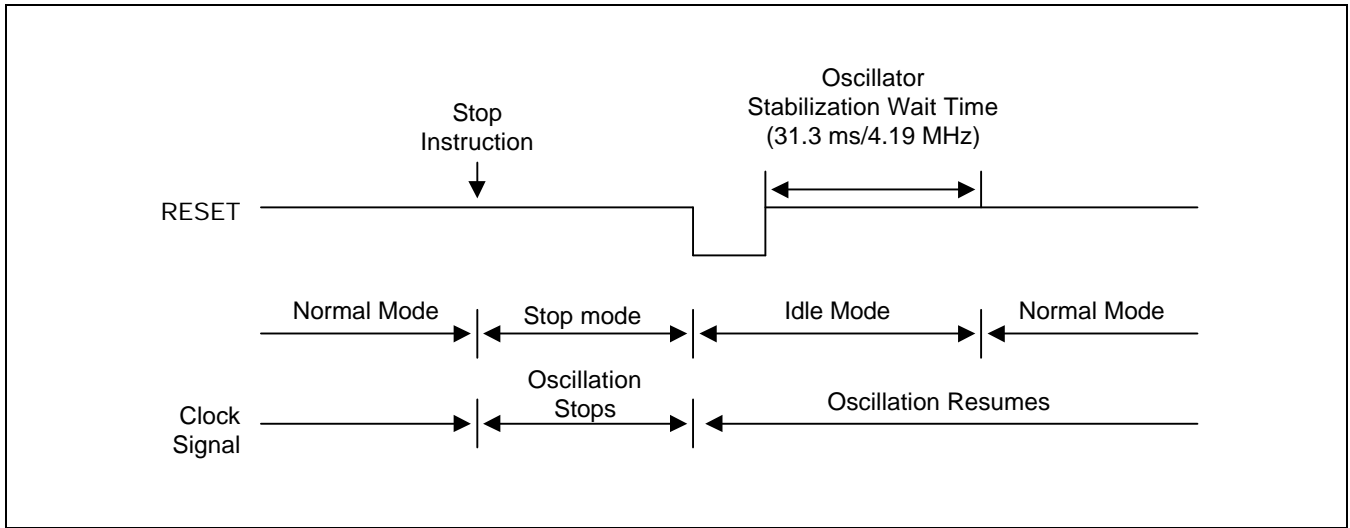 Oscillator
Stabilization Wait Time
(31.3 ms/4.19 MHz)
Stop
Instruction
RESET
Normal Mode
Stop mode
Idle Mode
Normal Mode
Oscillation
Stops
Oscillation Resumes
Clock
Signal